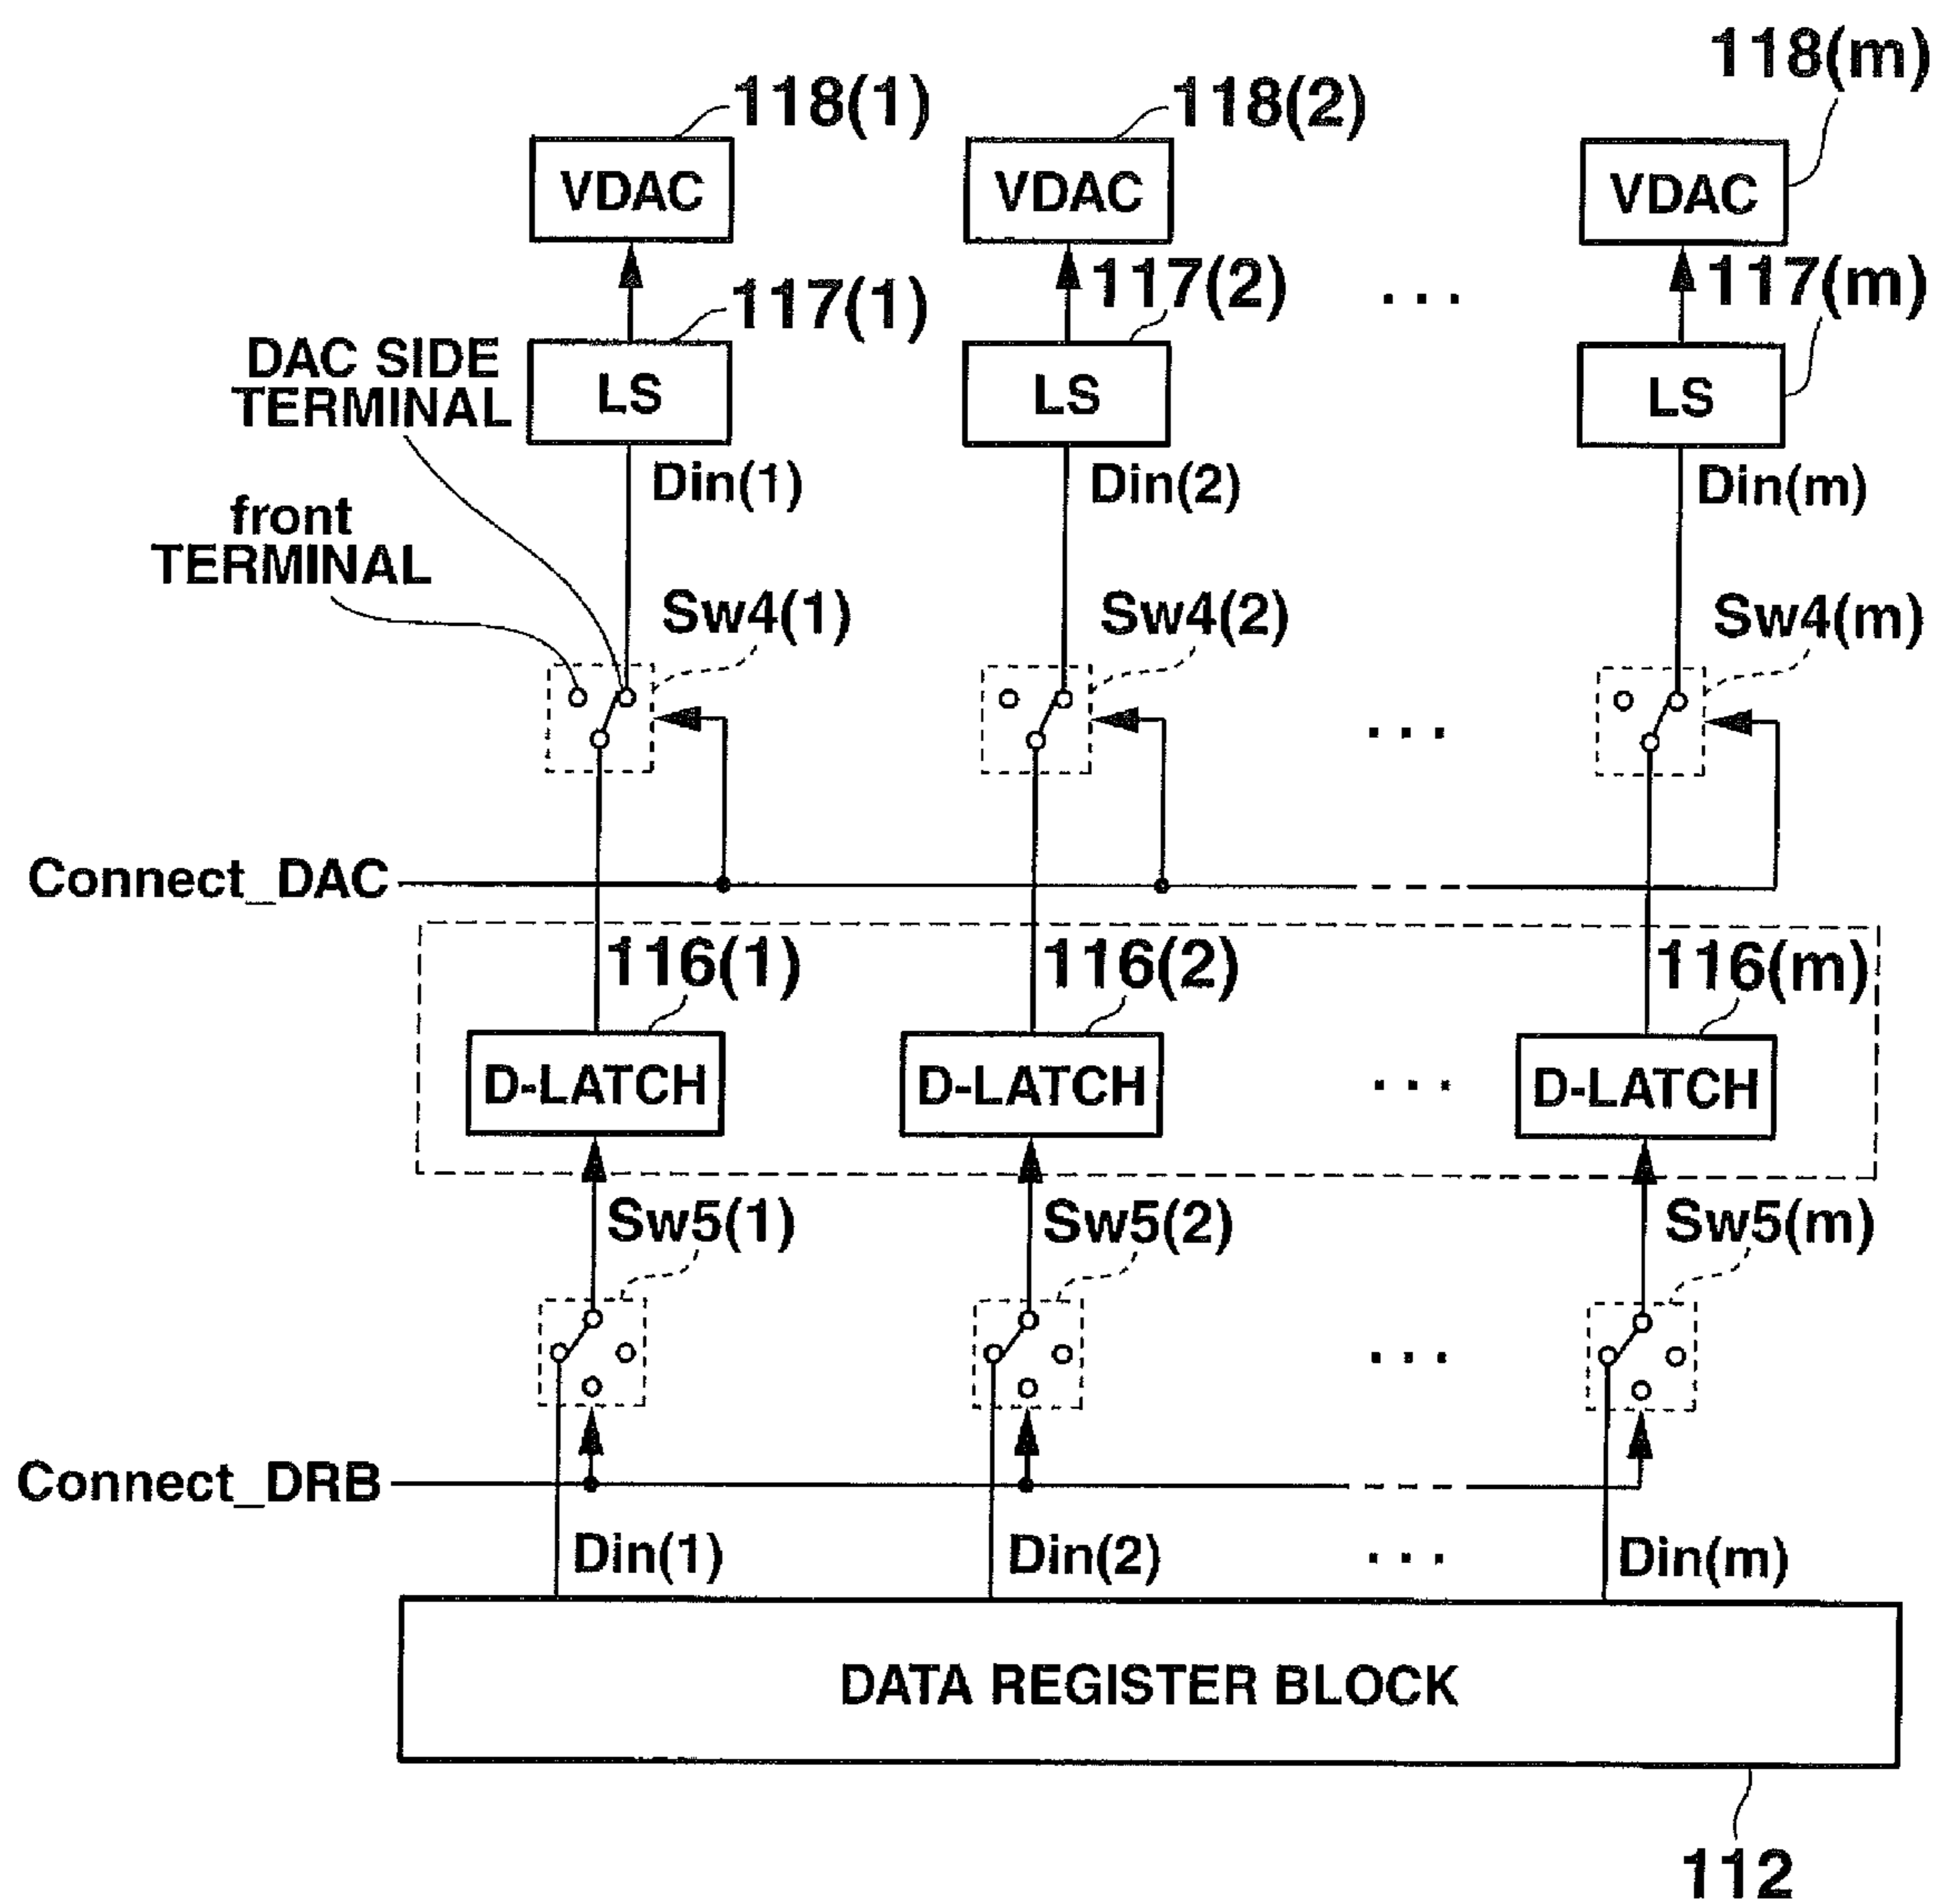 118(1) 118(2) 118(m)
VDAC VDAC VDAC
117(1) 117(2) ... 117(m)
DAC SIDE
TERMINAL
LS LS LS
Din(1) Din(2) Din(m)
front
TERMINAL
Sw4(1) Sw4(2) Sw4(m)
...
Connect_DAC
116(1) 116(2) 116(m)
D-LATCH D-LATCH ... D-LATCH
Sw5(1) Sw5(2) Sw5(m)
...
Connect_DRB
Din(1) Din(2) ... Din(m)
DATA REGISTER BLOCK
112